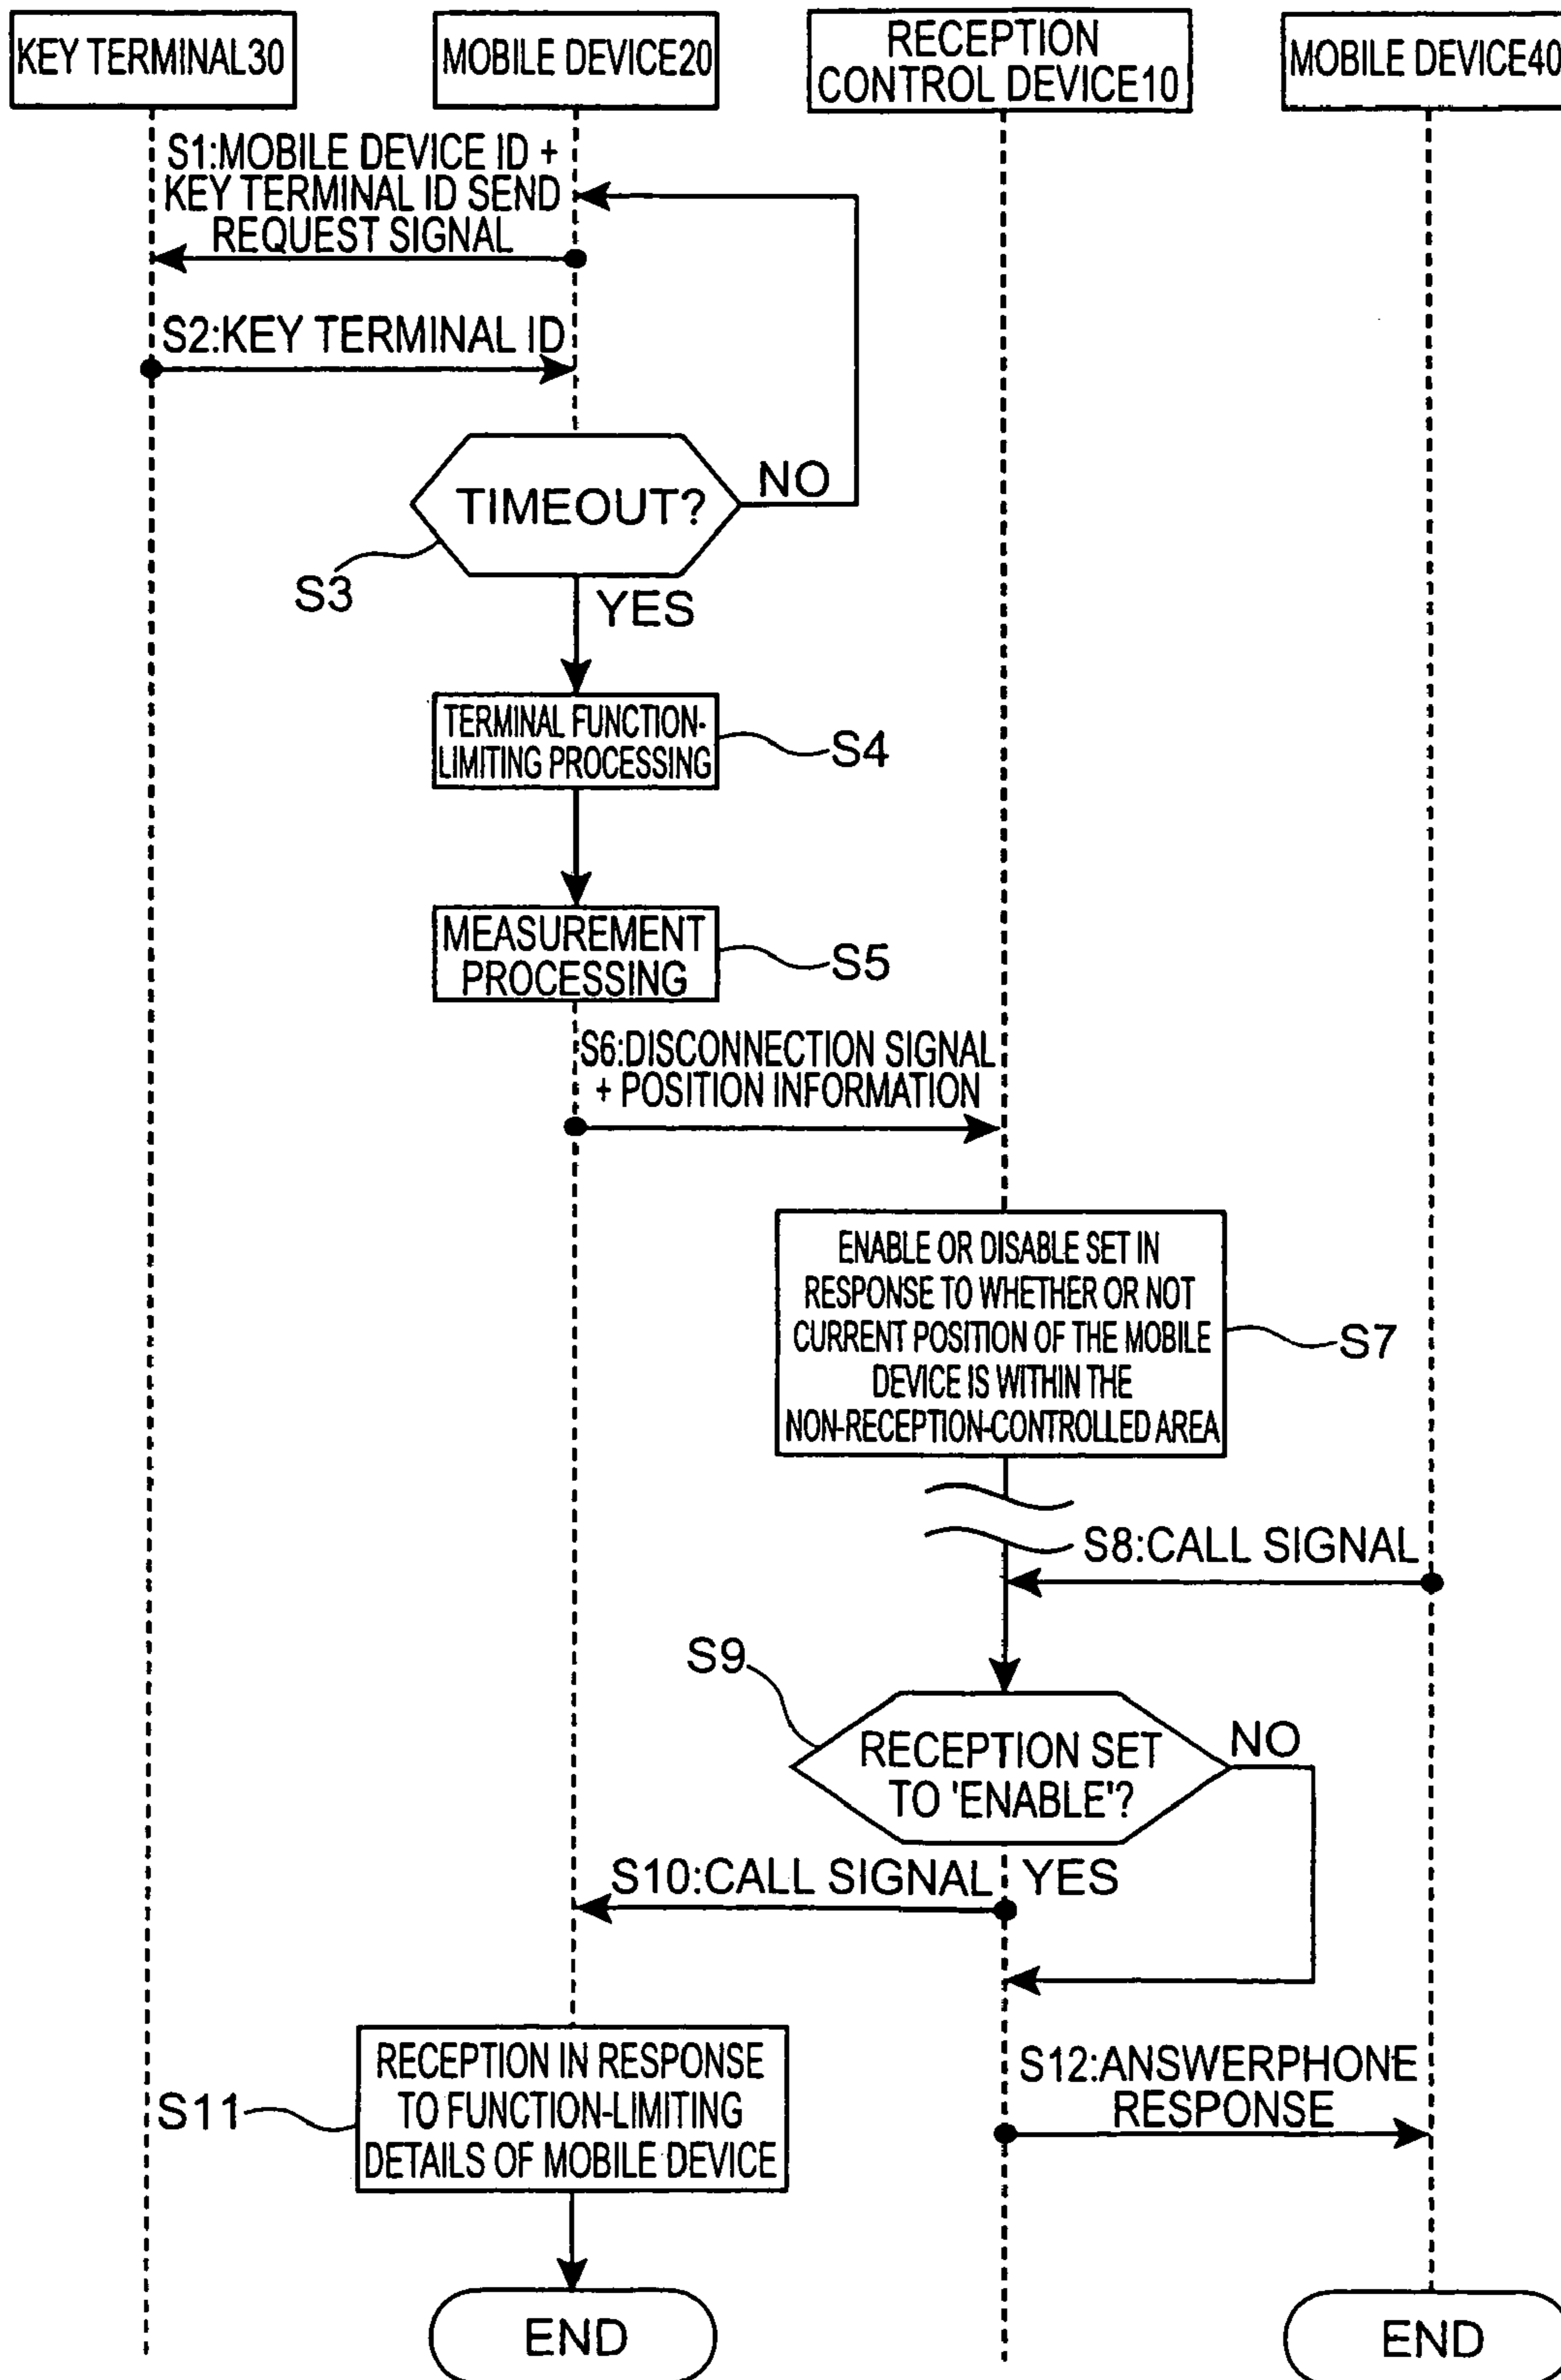 KEY TERMINAL30
MOBILE DEVICE20
RECEPTION
CONTROL DEVICE10
MOBILE DEVICE40
S1:MOBILE DEVICE ID +
KEY TERMINAL ID SEND
REQUEST SIGNAL
S2:KEY TERMINAL ID
TIMEOUT?
NO
S3
YES
TERMINAL FUNCTION-
LIMITING PROCESSING
S4
MEASUREMENT
PROCESSING
S5
S6:DISCONNECTION SIGNAL
+ POSITION INFORMATION
ENABLE OR DISABLE SET IN
RESPONSE TO WHETHER OR NOT
CURRENT POSITION OF THE MOBILE
DEVICE IS WITHIN THE
NON-RECEPTION-CONTROLLED AREA
S7
S8:CALL SIGNAL
S9
RECEPTION SET
TO 'ENABLE'?
NO
S10:CALL SIGNAL
YES
RECEPTION IN RESPONSE
TO FUNCTION-LIMITING
DETAILS OF MOBILE DEVICE
S11
S12:ANSWERPHONE
RESPONSE
END
END